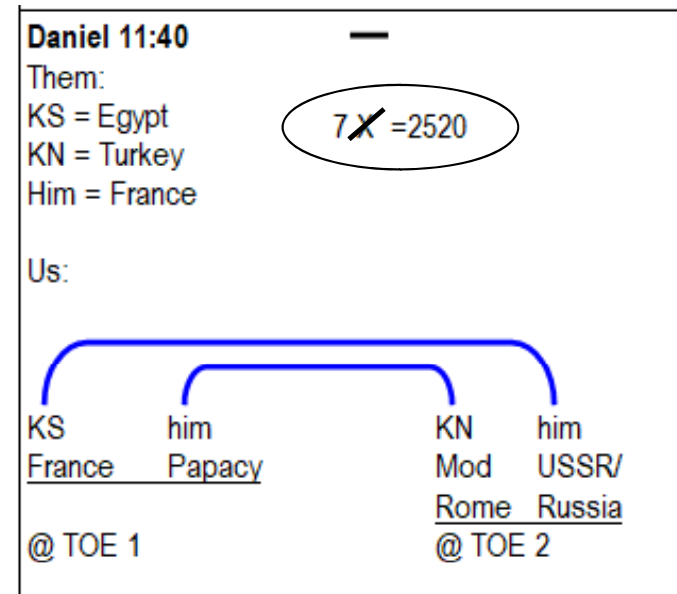 Daniel 11:40
Them:
KS = Egypt
7 X =2520
KN = Turkey
Him = France
Us:
KS him KN him
France Papacy Mod USSR/
Rome Russia
@ TOE 1 @ TOE 2